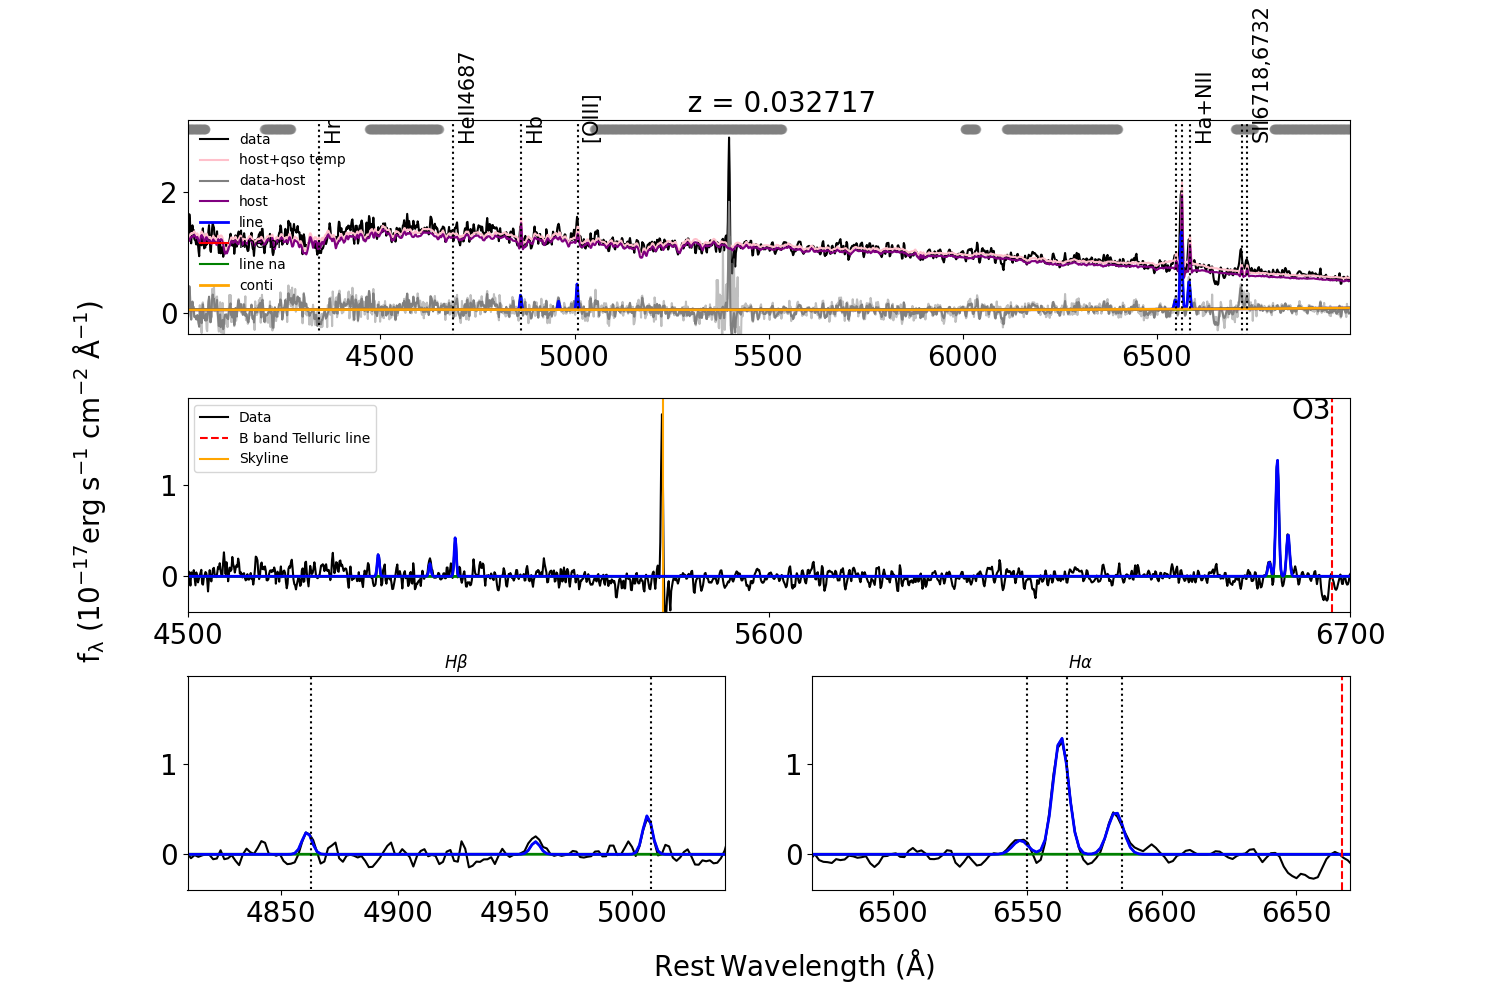 z = 0.032717
Hr
HeII4687
Hb
[OIII]
Ha+NII
SII6718,6732
data
host+qso temp
data-host
host
line
line na
conti
2
0
4500
5000
5500
6000
6500
fλ (10−17erg s−1 cm−2 Å−1)
Data
B band Telluric line
Skyline
O3
1
0
4500
5600
6700
Hβ
1
0
4850
4900
4950
5000
Hα
1
0
6500
6550
6600
6650
Rest Wavelength (Å)